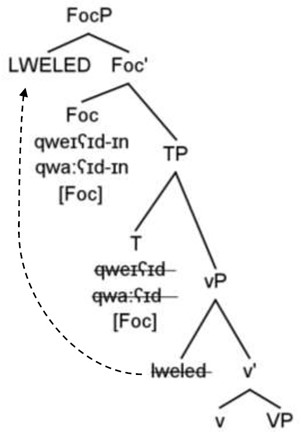 FocP
LWELED Foc'
Foc
qweɪʕɪd-ɪn
qwa:ʕɪd-ɪn
[Foc]
TP
T
qweɪʕɪd
qwa:ʕɪd
[Foc]
vP
lweled
v'
v VP